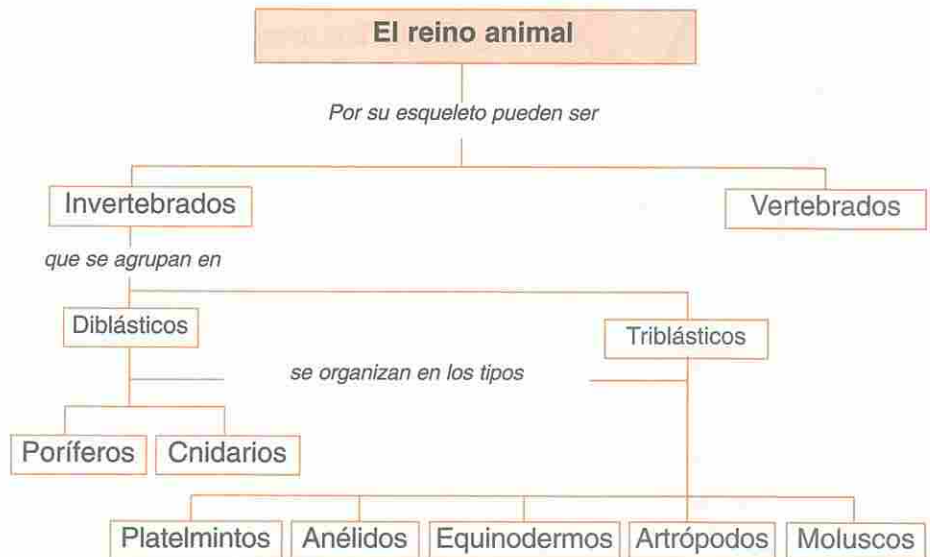 El reino animal
Por su esqueleto pueden ser
Invertebrados
Vertebrados
que se agrupan en
Diblásticos
Triblásticos
se organizan en los tipos
Poríferos
Cnidarios
Platelmintos
Anélidos
Equinodermos
Artrópodos
Moluscos